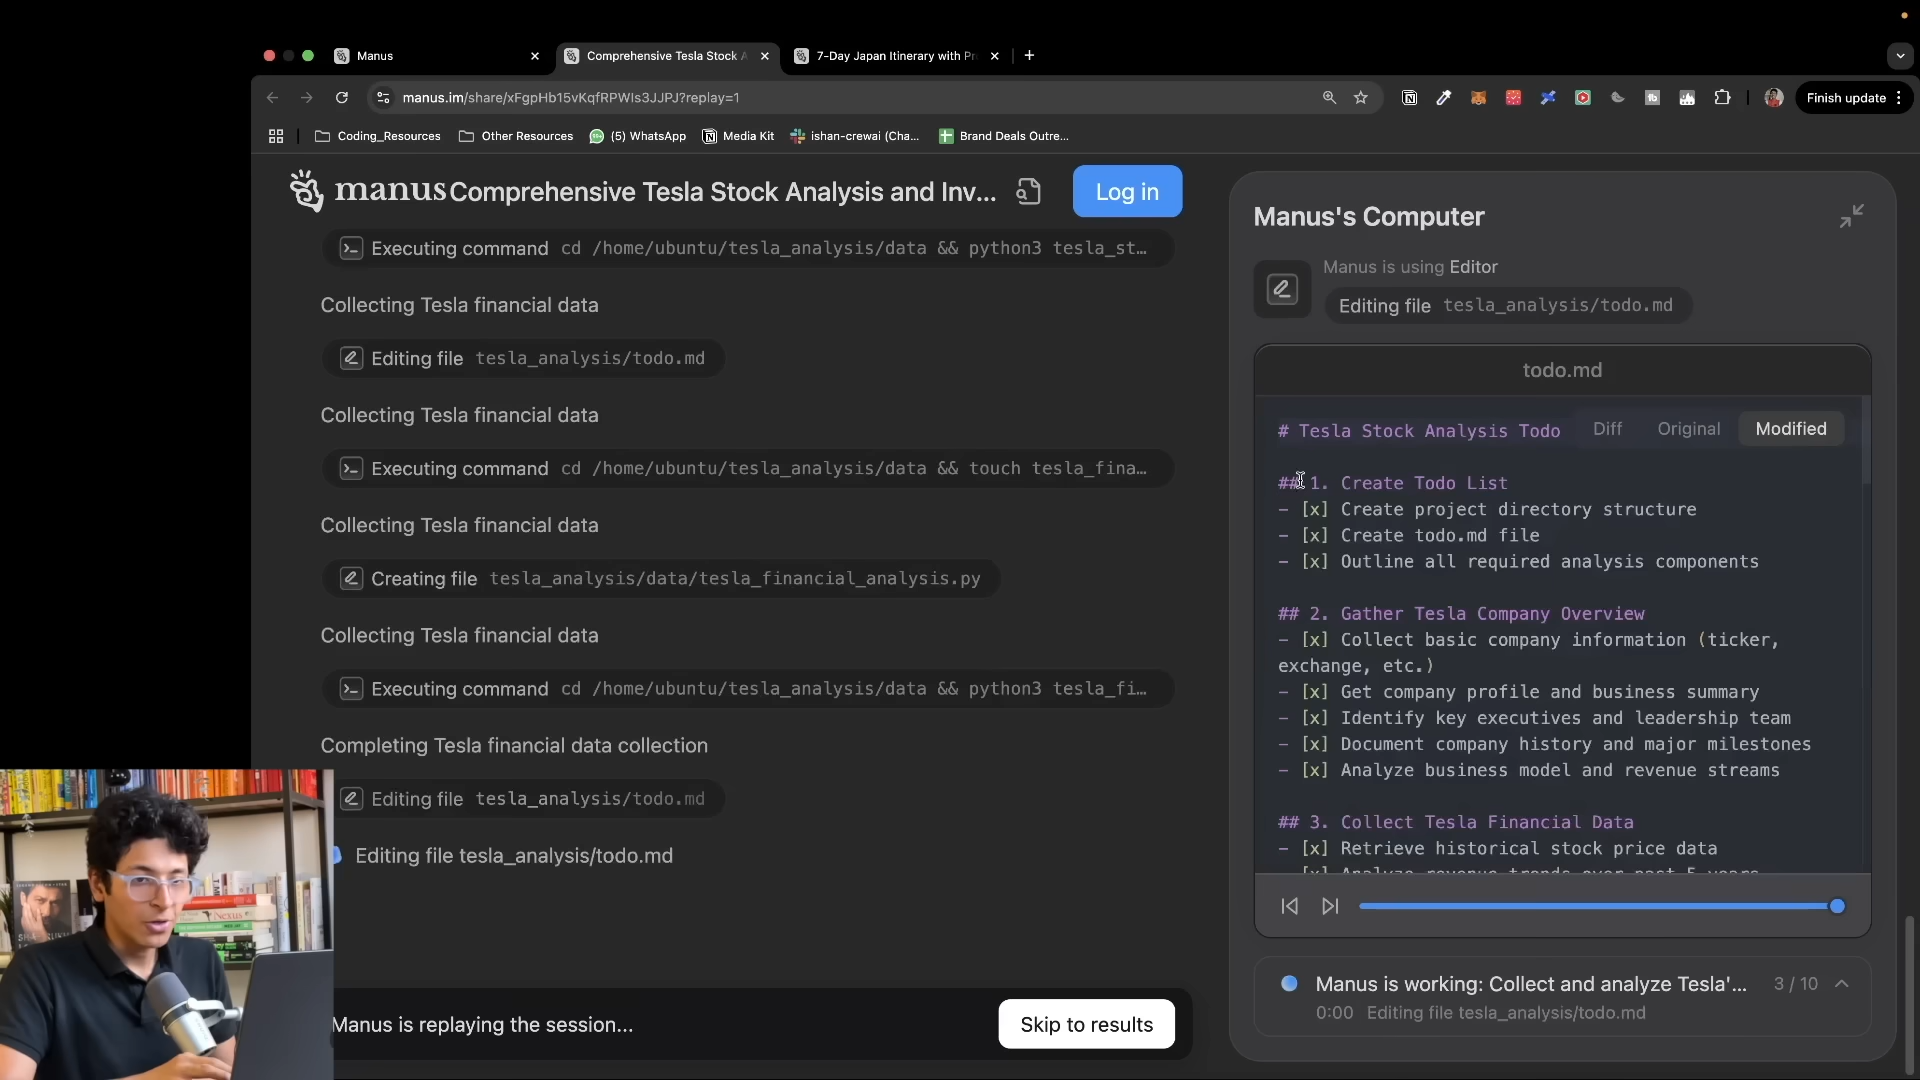 Manus
Comprehensive Tesla Stock A
7-Day Japan Itinerary with Pr
manus.im/share/xFgpHb15vKqfRPWIs3JJPJ?replay=1
Finish update
Coding_Resources
Other Resources
(5) WhatsApp
Media Kit
ishan-crewai (Cha...
Brand Deals Outre...
manus
Comprehensive Tesla Stock Analysis and Inv...
Log in
Executing command cd /home/ubuntu/tesla_analysis/data && python3 tesla_st...
Collecting Tesla financial data
Editing file tesla_analysis/todo.md
Collecting Tesla financial data
Executing command cd /home/ubuntu/tesla_analysis/data && touch tesla_fina...
Collecting Tesla financial data
Creating file tesla_analysis/data/tesla_financial_analysis.py
Collecting Tesla financial data
Executing command cd /home/ubuntu/tesla_analysis/data && python3 tesla_fi...
Completing Tesla financial data collection
Editing file tesla_analysis/todo.md
Editing file tesla_analysis/todo.md
Manus is replaying the session...
Skip to results
Manus's Computer
Manus is using Editor
Editing file tesla_analysis/todo.md
todo.md
Diff Original Modified
# Tesla Stock Analysis Todo
## 1. Create Todo List
- [x] Create project directory structure
- [x] Create todo.md file
- [x] Outline all required analysis components
## 2. Gather Tesla Company Overview
- [x] Collect basic company information (ticker,
exchange, etc.)
- [x] Get company profile and business summary
- [x] Identify key executives and leadership team
- [x] Document company history and major milestones
- [x] Analyze business model and revenue streams
## 3. Collect Tesla Financial Data
- [x] Retrieve historical stock price data
- [x] Analyze revenue trends over past 5 years
Manus is working: Collect and analyze Tesla'...
3 / 10
0:00 Editing file tesla_analysis/todo.md
Nexus